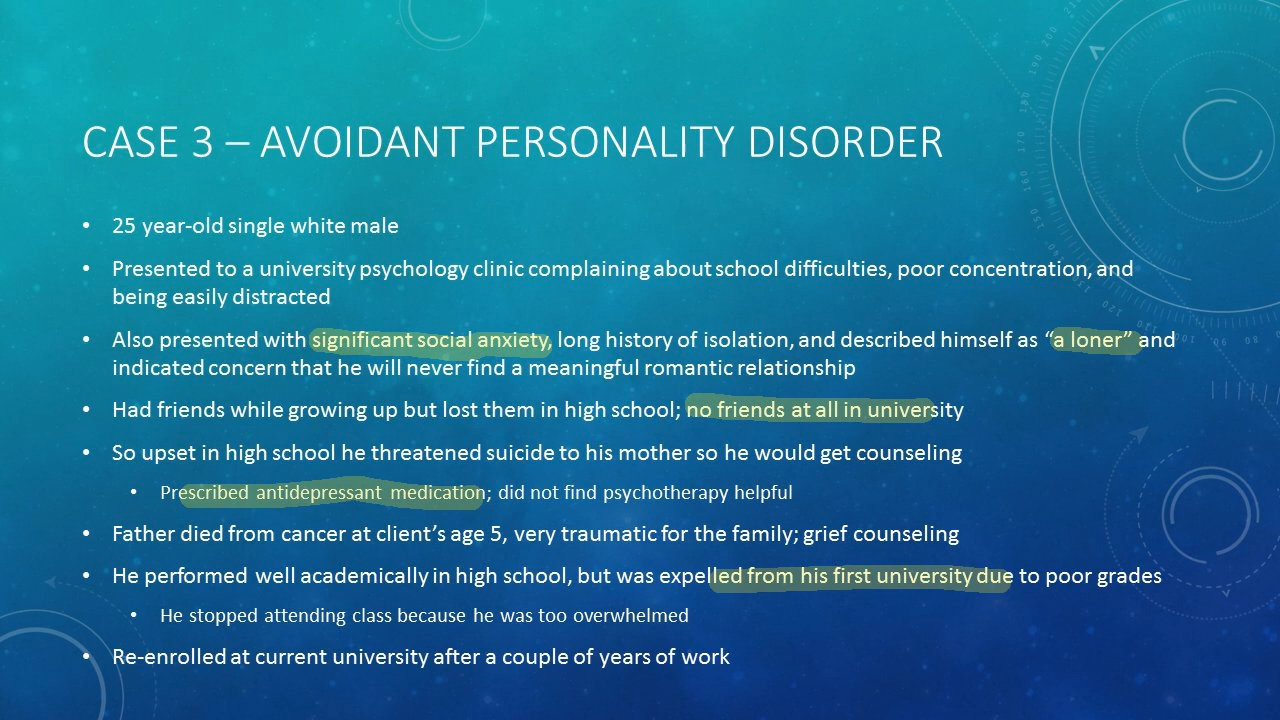 CASE 3 – AVOIDANT PERSONALITY DISORDER
• 25 year-old single white male
• Presented to a university psychology clinic complaining about school difficulties, poor concentration, and
being easily distracted
• Also presented with significant social anxiety, long history of isolation, and described himself as “a loner” and
indicated concern that he will never find a meaningful romantic relationship
• Had friends while growing up but lost them in high school; no friends at all in university
• So upset in high school he threatened suicide to his mother so he would get counseling
• Prescribed antidepressant medication; did not find psychotherapy helpful
• Father died from cancer at client’s age 5, very traumatic for the family; grief counseling
• He performed well academically in high school, but was expelled from his first university due to poor grades
• He stopped attending class because he was too overwhelmed
• Re-enrolled at current university after a couple of years of work